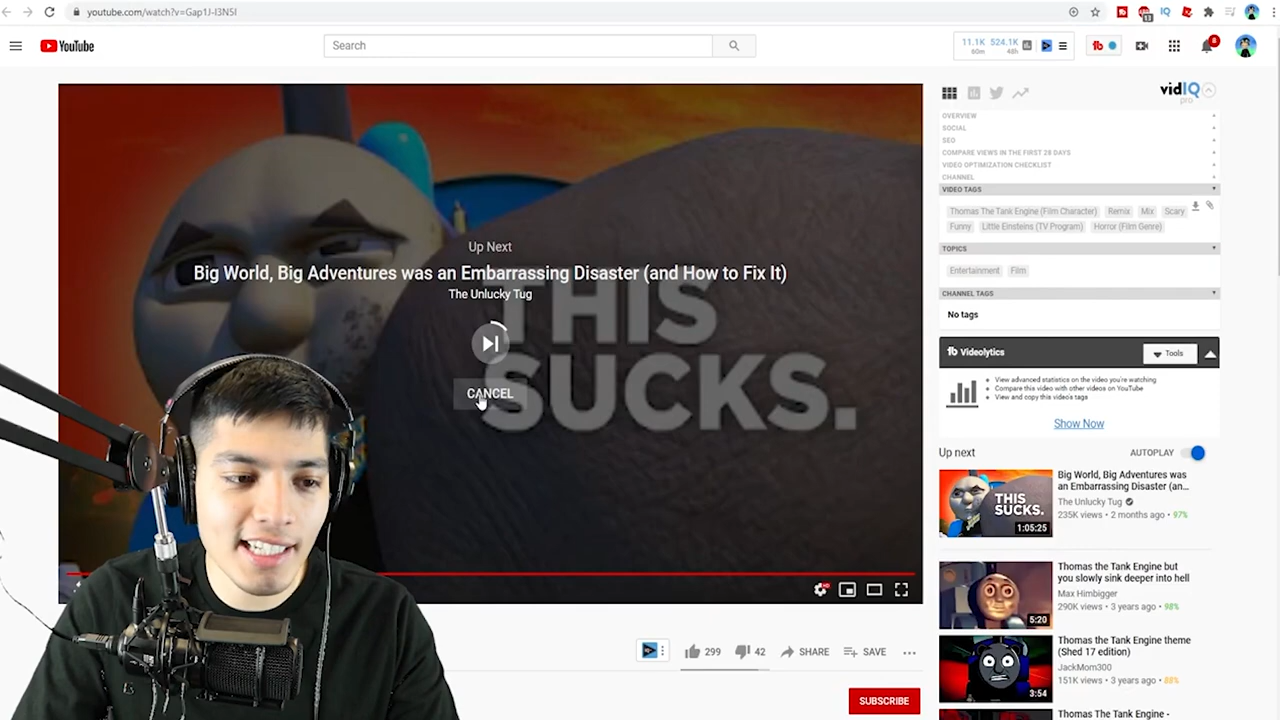 youtube.com/watch?v=Gap1J-I3N5I
13
YouTube
Search
11.1K 524.1K
60m 48h
8
Up Next
Big World, Big Adventures was an Embarrassing Disaster (and How to Fix It)
The Unlucky Tug
THIS
SUCKS.
CANCEL
HD
299
42
SHARE
SAVE
SUBSCRIBE
vidIQ
pro
OVERVIEW
SOCIAL
SEO
COMPARE VIEWS IN THE FIRST 28 DAYS
VIDEO OPTIMIZATION CHECKLIST
CHANNEL
VIDEO TAGS
Thomas The Tank Engine (Film Character) Remix Mix Scary
Funny Little Einsteins (TV Program) Horror (Film Genre)
TOPICS
Entertainment Film
CHANNEL TAGS
No tags
Videolytics
Tools
View advanced statistics on the video you're watching
Compare this video with other videos on YouTube
View and copy this video's tags
Show Now
Up next AUTOPLAY
THIS
SUCKS.
1:05:25
Big World, Big Adventures was
an Embarrassing Disaster (an...
The Unlucky Tug
235K views • 2 months ago • 97%
5:20
Thomas the Tank Engine but
you slowly sink deeper into hell
Max Himbigger
290K views • 3 years ago • 98%
3:54
Thomas the Tank Engine theme
(Shed 17 edition)
JackMom300
151K views • 3 years ago • 88%
Thomas The Tank Engine -